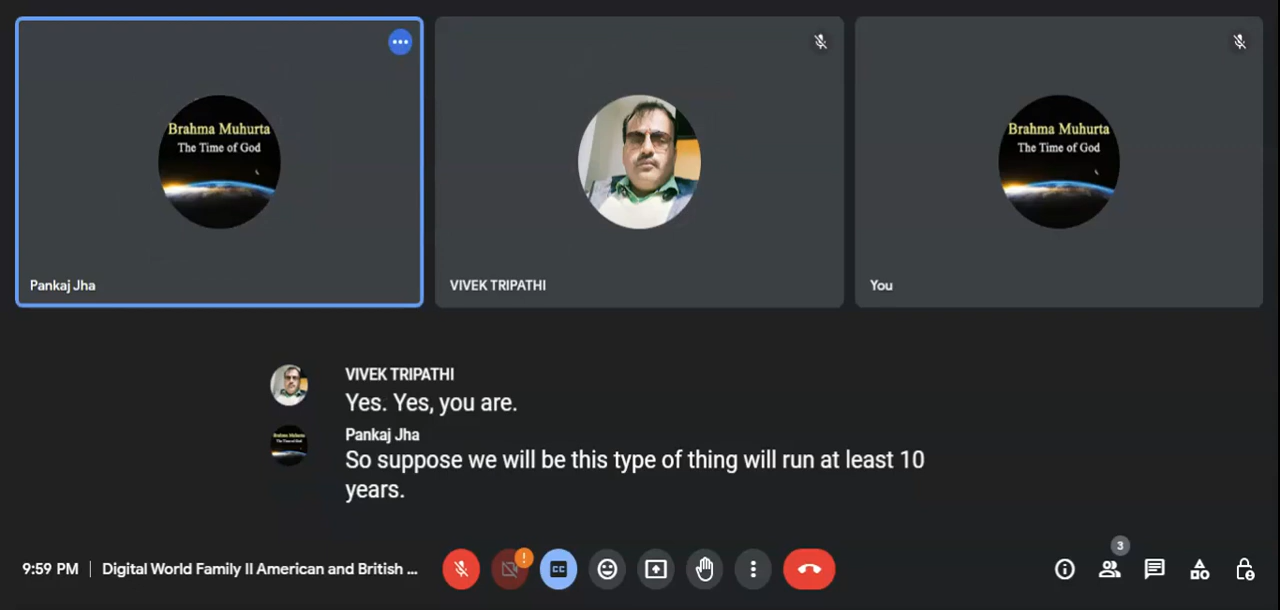 Brahma Muhurta
The Time of God
Brahma Muhurta
The Time of God
Pankaj Jha
VIVEK TRIPATHI
You
VIVEK TRIPATHI
Yes. Yes, you are.
Pankaj Jha
So suppose we will be this type of thing will run at least 10
years.
3
9:59 PM | Digital World Family II American and British ...
!
CC